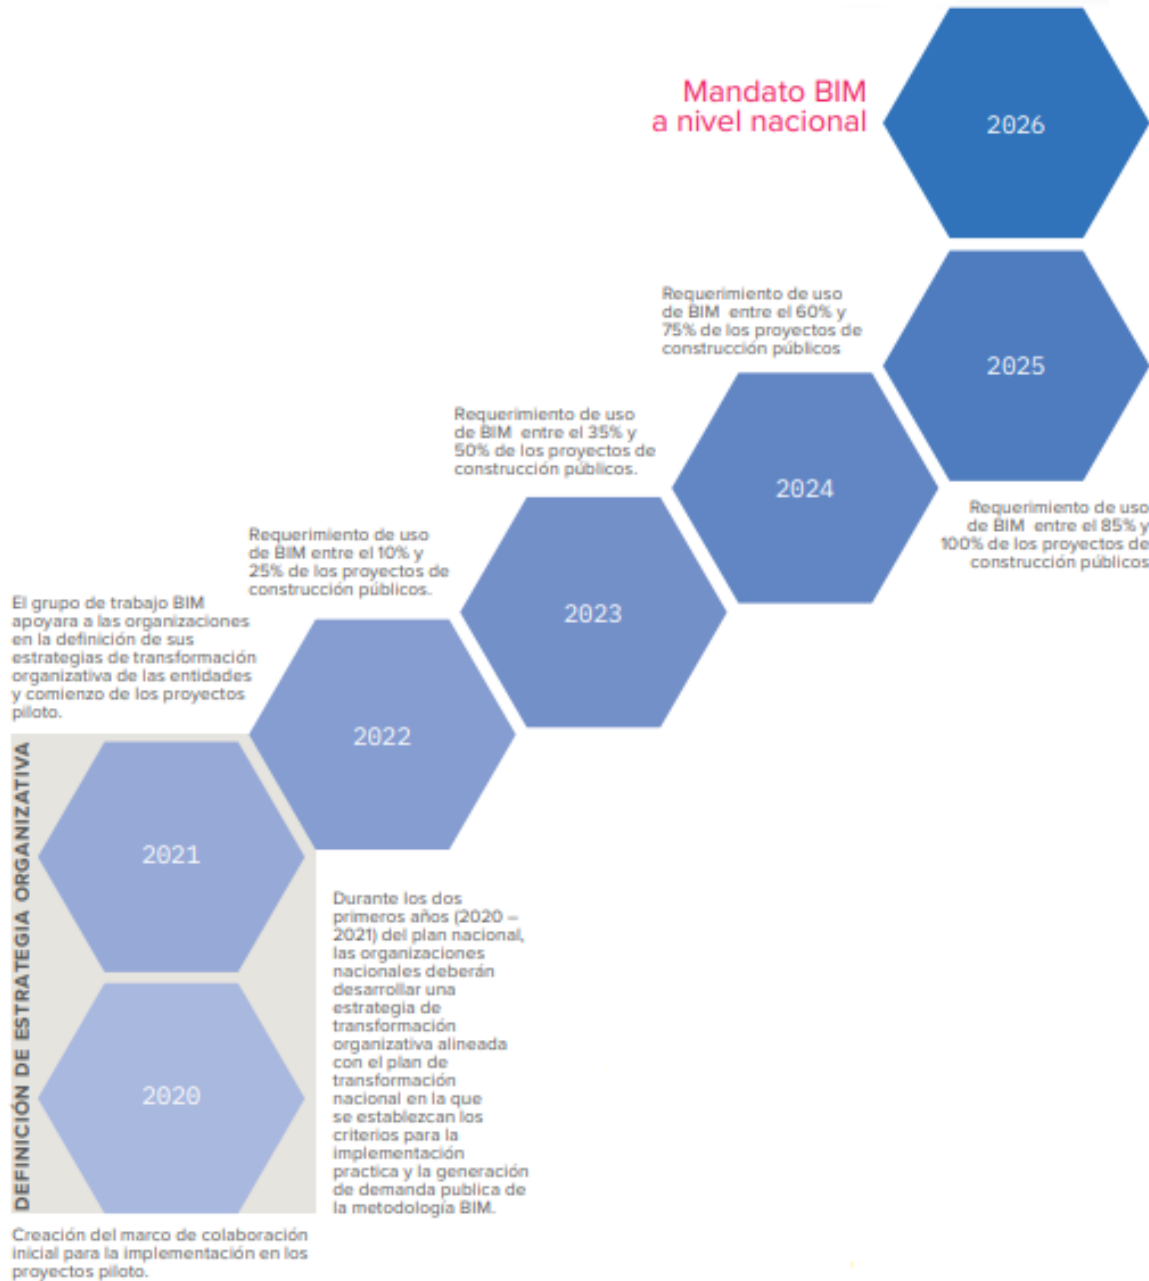 Mandato BIM
a nivel nacional
2026
Requerimiento de uso
de BIM entre el 60% y
75% de los proyectos de
construcción públicos
2025
Requerimiento de uso
de BIM entre el 35% y
50% de los proyectos de
construcción públicos.
2024
Requerimiento de uso
de BIM entre el 85% y
100% de los proyectos de
construcción públicos
Requerimiento de uso
de BIM entre el 10% y
25% de los proyectos de
construcción públicos.
2023
El grupo de trabajo BIM
apoyara a las organizaciones
en la definición de sus
estrategias de transformación
organizativa de las entidades
y comienzo de los proyectos
piloto.
2022
DEFINICIÓN DE ESTRATEGIA ORGANIZATIVA
2021
2020
Durante los dos
primeros años (2020 –
2021) del plan nacional,
las organizaciones
nacionales deberán
desarrollar una
estrategia de
transformación
organizativa alineada
con el plan de
transformación
nacional en la que
se establezcan los
criterios para la
implementación
practica y la generación
de demanda publica de
la metodología BIM.
Creación del marco de colaboración
inicial para la implementación en los
proyectos piloto.